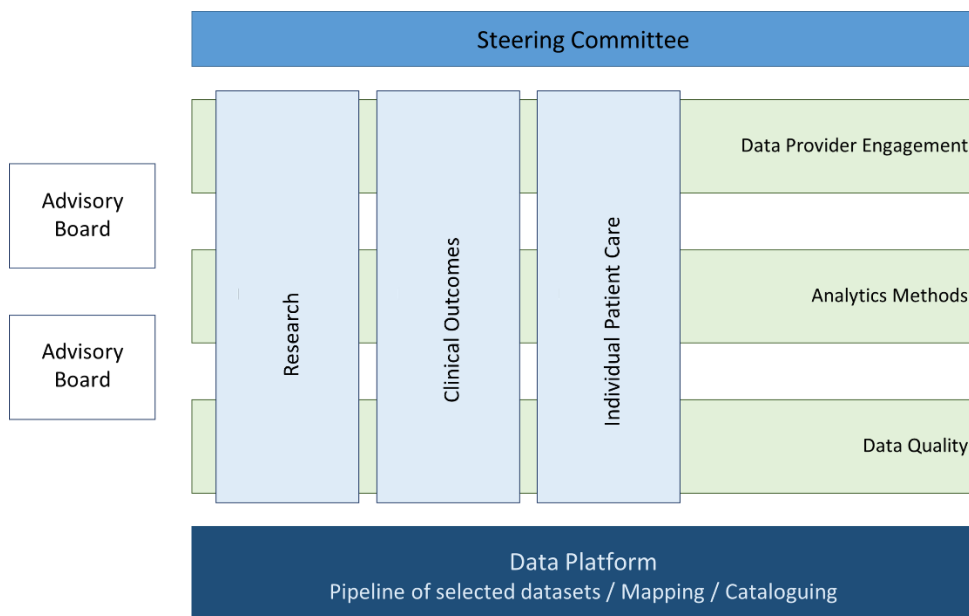 Steering Committee
Data Provider Engagement
Advisory
Board
Analytics Methods
Research
Clinical Outcomes
Individual Patient Care
Advisory
Board
Data Quality
Data Platform
Pipeline of selected datasets / Mapping / Cataloguing